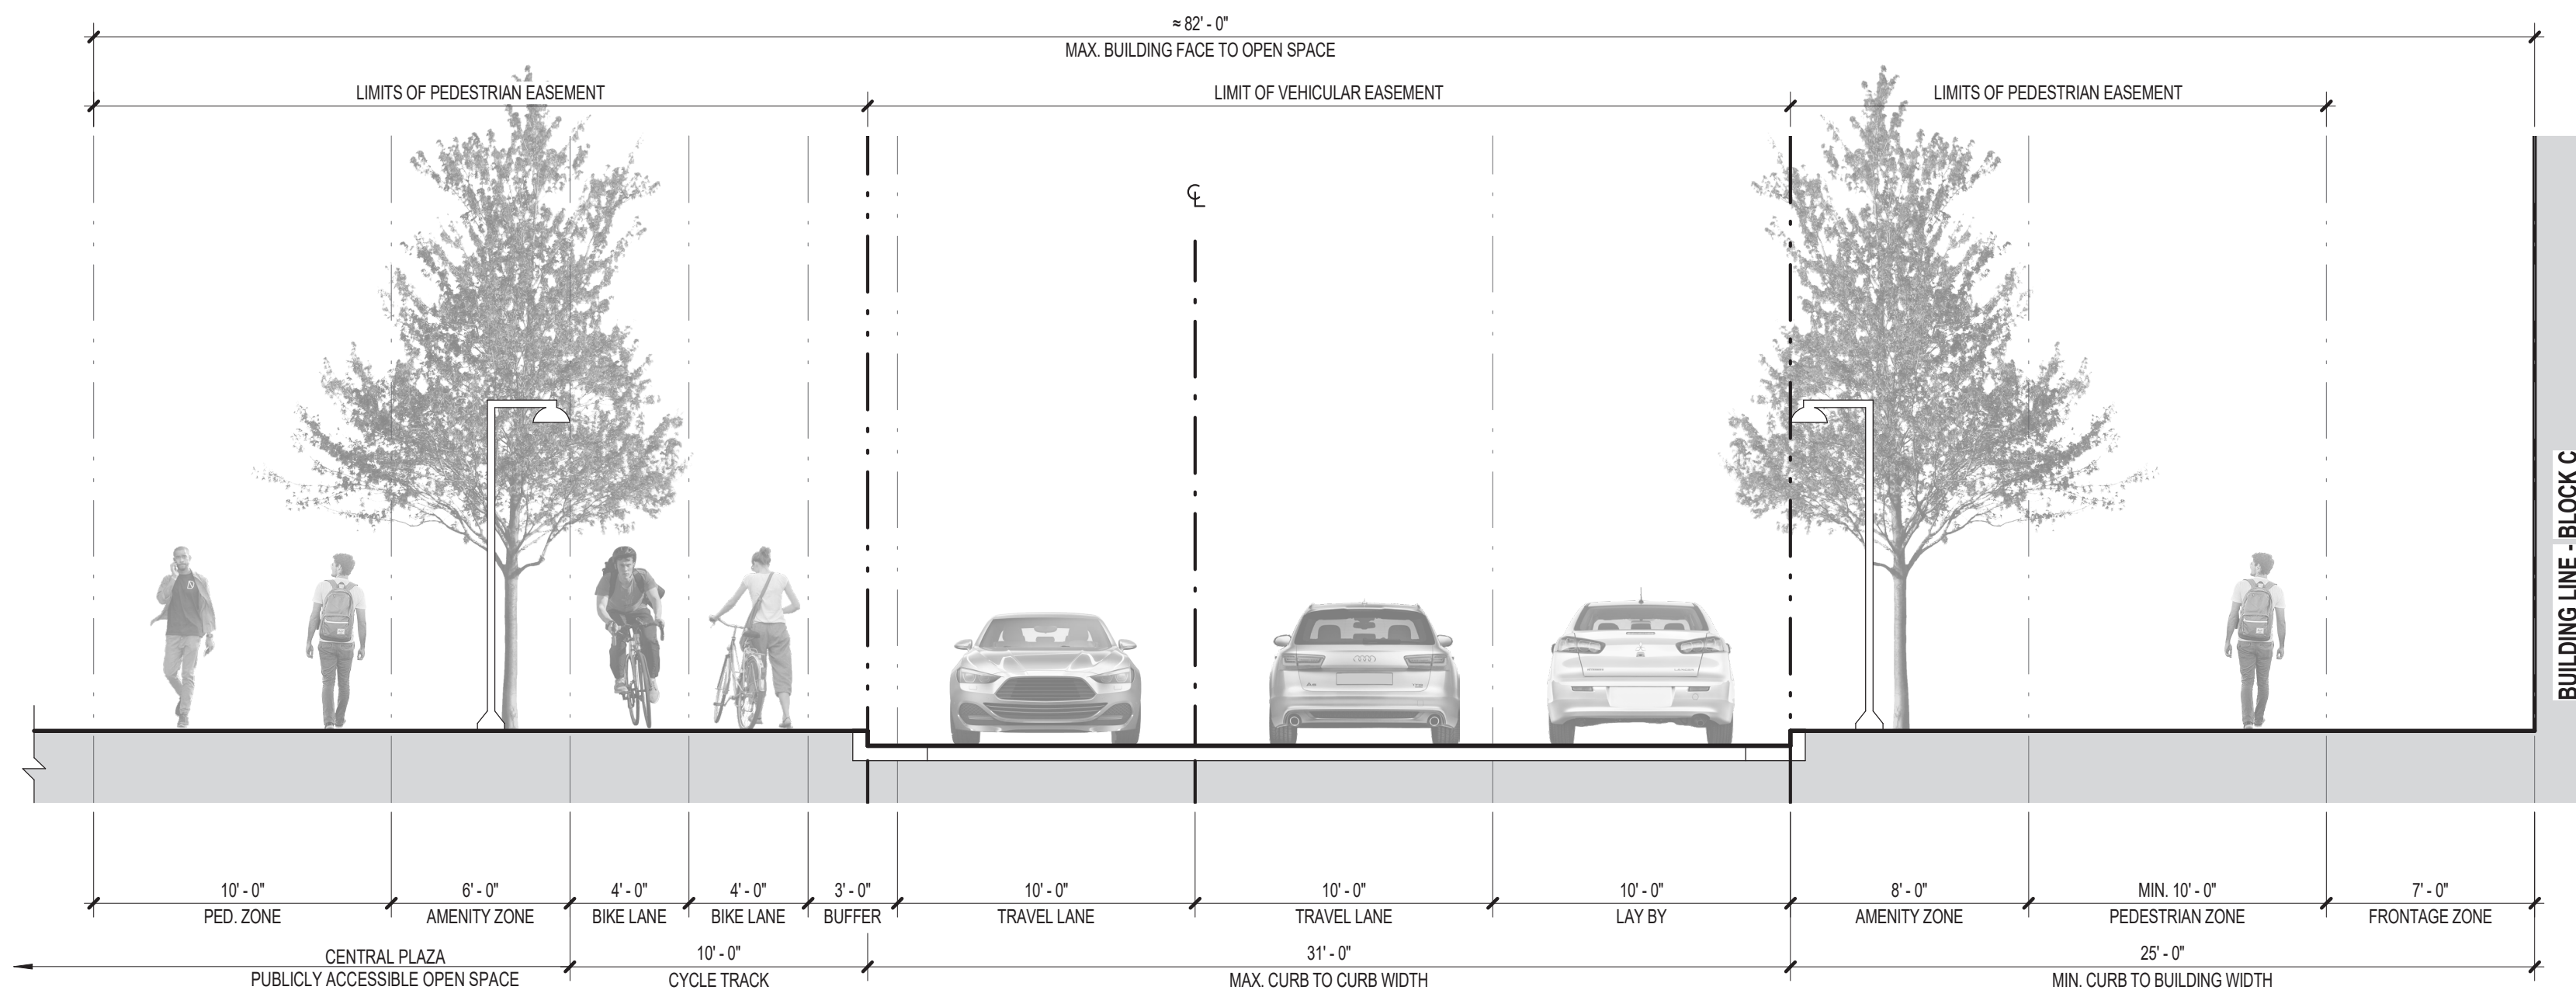 ≈ 82' - 0"
MAX. BUILDING FACE TO OPEN SPACE
LIMITS OF PEDESTRIAN EASEMENT
LIMIT OF VEHICULAR EASEMENT
LIMITS OF PEDESTRIAN EASEMENT
℄
BUILDING LINE - BLOCK C
10' - 0"
PED. ZONE
6' - 0"
AMENITY ZONE
4' - 0"
BIKE LANE
4' - 0"
BIKE LANE
3' - 0"
BUFFER
10' - 0"
TRAVEL LANE
10' - 0"
TRAVEL LANE
10' - 0"
LAY BY
8' - 0"
AMENITY ZONE
MIN. 10' - 0"
PEDESTRIAN ZONE
7' - 0"
FRONTAGE ZONE
CENTRAL PLAZA
PUBLICLY ACCESSIBLE OPEN SPACE
10' - 0"
CYCLE TRACK
31' - 0"
MAX. CURB TO CURB WIDTH
25' - 0"
MIN. CURB TO BUILDING WIDTH